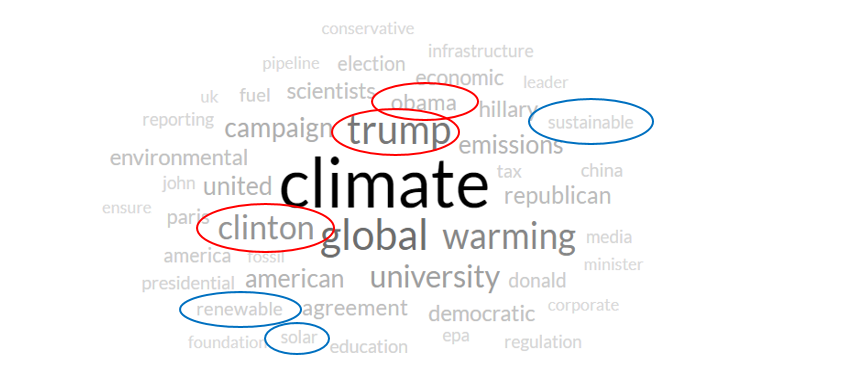 conservative
infrastructure
pipeline election
economic leader
uk fuel scientists obama hillary
reporting campaign trump sustainable
environmental emissions
climate tax china
john united republican
ensure paris clinton global warming media
america fossil minister
presidential american university donald
renewable agreement democratic corporate
foundation solar education epa regulation